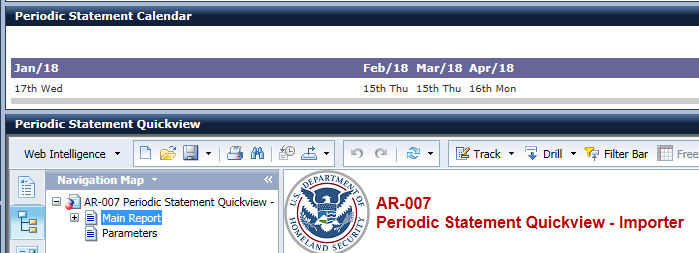 Periodic Statement Calendar
Jan/18 Feb/18 Mar/18 Apr/18
17th Wed 15th Thu 15th Thu 16th Mon
Periodic Statement Quickview
Web Intelligence Track Drill Filter Bar Free
Navigation Map
AR-007 Periodic Statement Quickview -
Main Report
Parameters
U.S. DEPARTMENT OF
HOMELAND SECURITY
AR-007
Periodic Statement Quickview - Importer